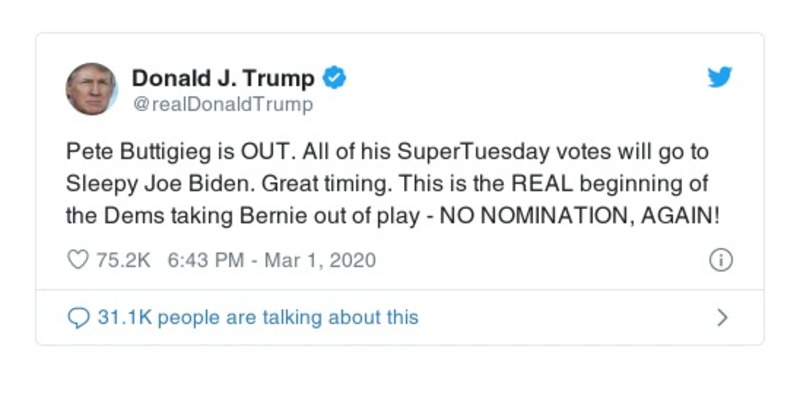 Donald J. Trump
@realDonaldTrump
Pete Buttigieg is OUT. All of his SuperTuesday votes will go to
Sleepy Joe Biden. Great timing. This is the REAL beginning of
the Dems taking Bernie out of play - NO NOMINATION, AGAIN!
75.2K 6:43 PM - Mar 1, 2020
31.1K people are talking about this